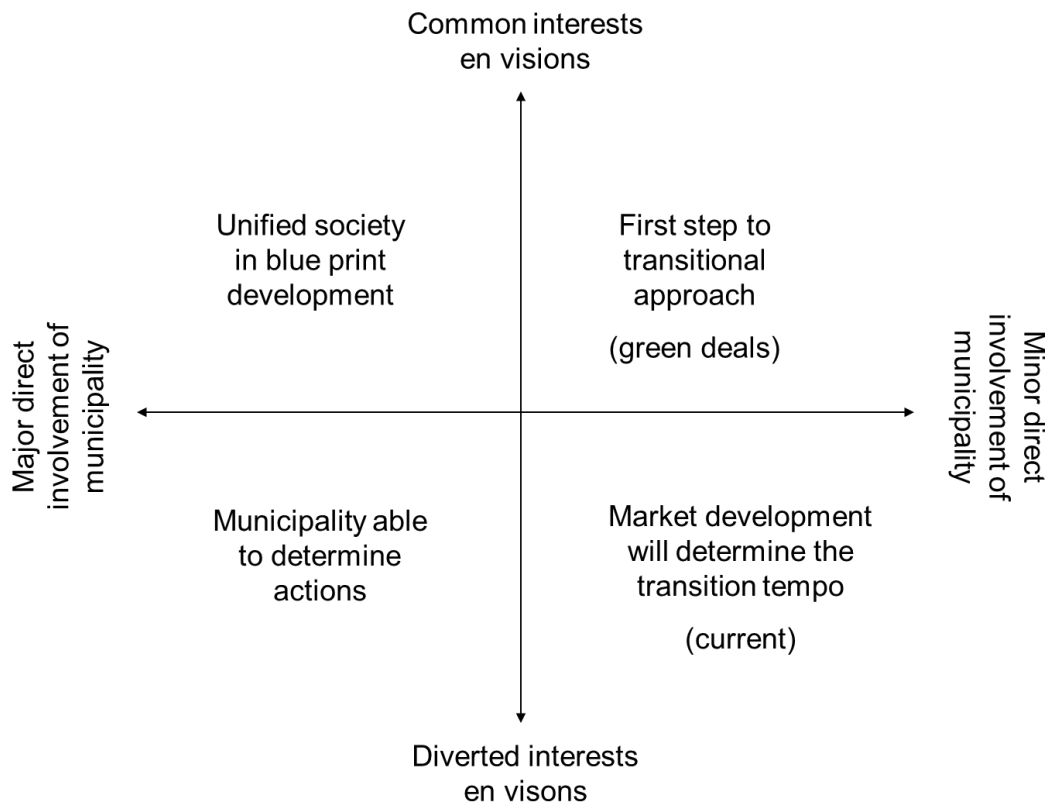 Common interests
en visions
Unified society
in blue print
development
First step to
transitional
approach
(green deals)
Major direct
involvement of
municipality
Minor direct
involvement of
municipality
Municipality able
to determine
actions
Market development
will determine the
transition tempo
(current)
Diverted interests
en visons